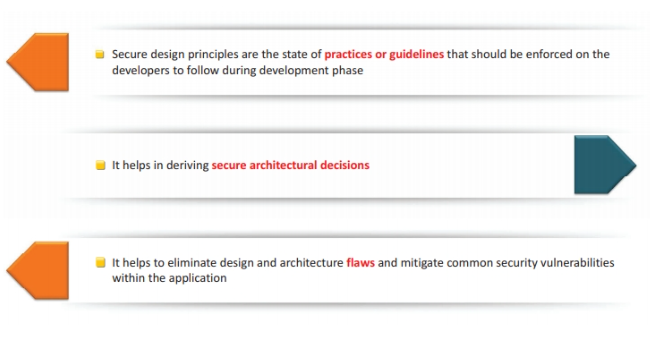 Secure design principles are the state of practices or guidelines that should be enforced on the
developers to follow during development phase
It helps in deriving secure architectural decisions
It helps to eliminate design and architecture flaws and mitigate common security vulnerabilities
within the application